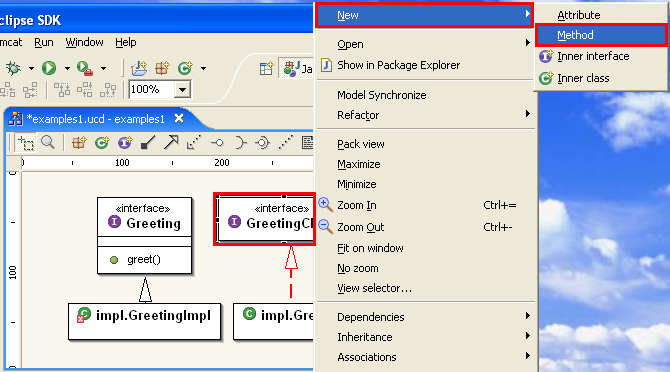 clipse SDK
mcat Run Window Help
100%
Ja
*examples1.ucd - examples1
0 100 200
100
«interface»
Greeting
greet()
«interface»
GreetingCl
impl.GreetingImpl
impl.Gr
New
Open
Show in Package Explorer
Model Synchronize
Refactor
Pack view
Maximize
Minimize
Zoom In Ctrl+=
Zoom Out Ctrl+-
Fit on window
No zoom
View selector...
Dependencies
Inheritance
Associations
Attribute
Method
Inner interface
Inner class